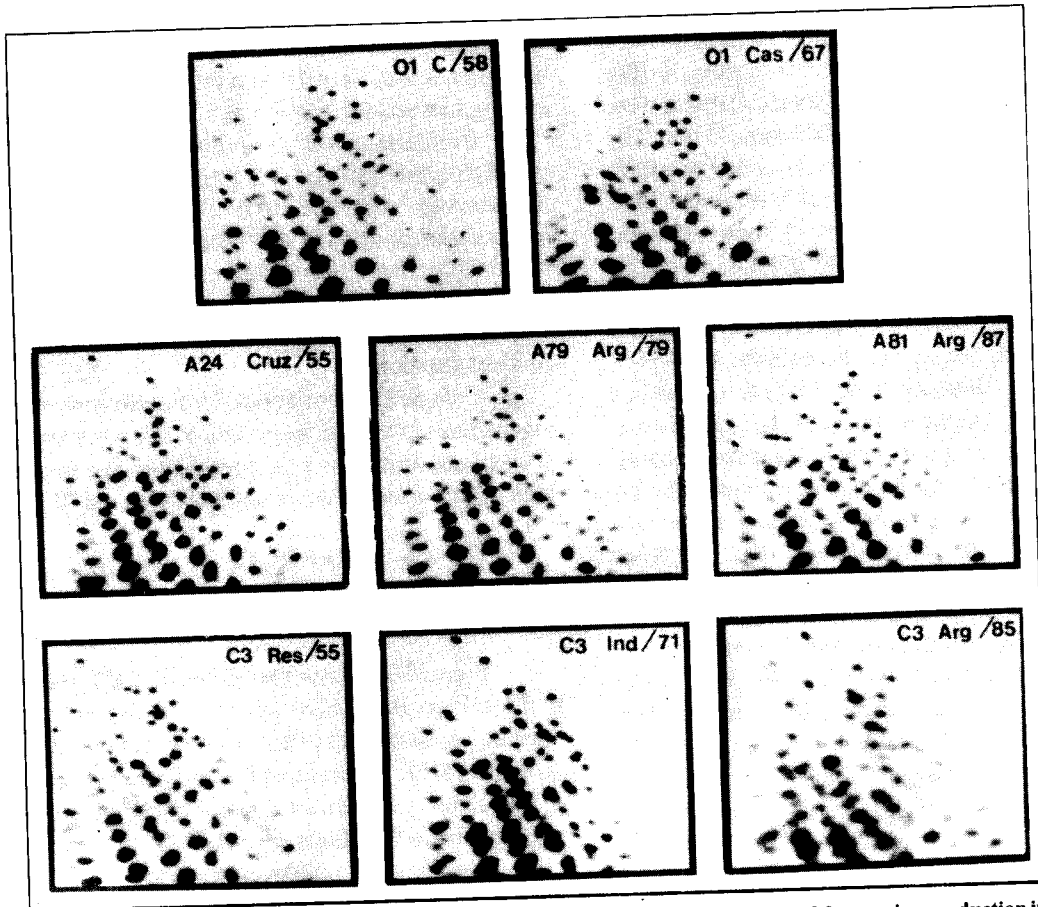 O1 C/58
O1 Cas/67
A24 Cruz/55
A79 Arg/79
A81 Arg/87
C3 Res/55
C3 Ind/71
C3 Arg/85
production i